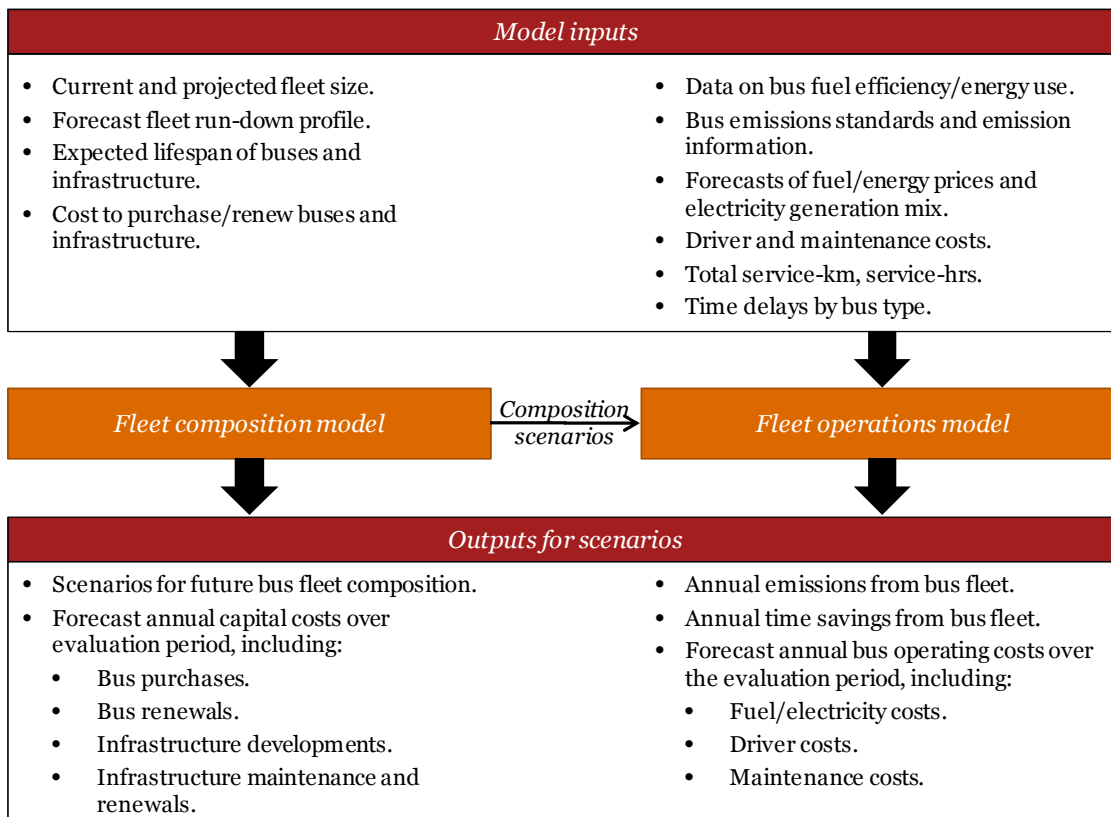 Model inputs
• Current and projected fleet size.
• Forecast fleet run-down profile.
• Expected lifespan of buses and
infrastructure.
• Cost to purchase/renew buses and
infrastructure.
• Data on bus fuel efficiency/energy use.
• Bus emissions standards and emission
information.
• Forecasts of fuel/energy prices and
electricity generation mix.
• Driver and maintenance costs.
• Total service-km, service-hrs.
• Time delays by bus type.
Fleet composition model
Composition
scenarios
Fleet operations model
Outputs for scenarios
• Scenarios for future bus fleet composition.
• Forecast annual capital costs over
evaluation period, including:
• Bus purchases.
• Bus renewals.
• Infrastructure developments.
• Infrastructure maintenance and
renewals.
• Annual emissions from bus fleet.
• Annual time savings from bus fleet.
• Forecast annual bus operating costs over
the evaluation period, including:
• Fuel/electricity costs.
• Driver costs.
• Maintenance costs.